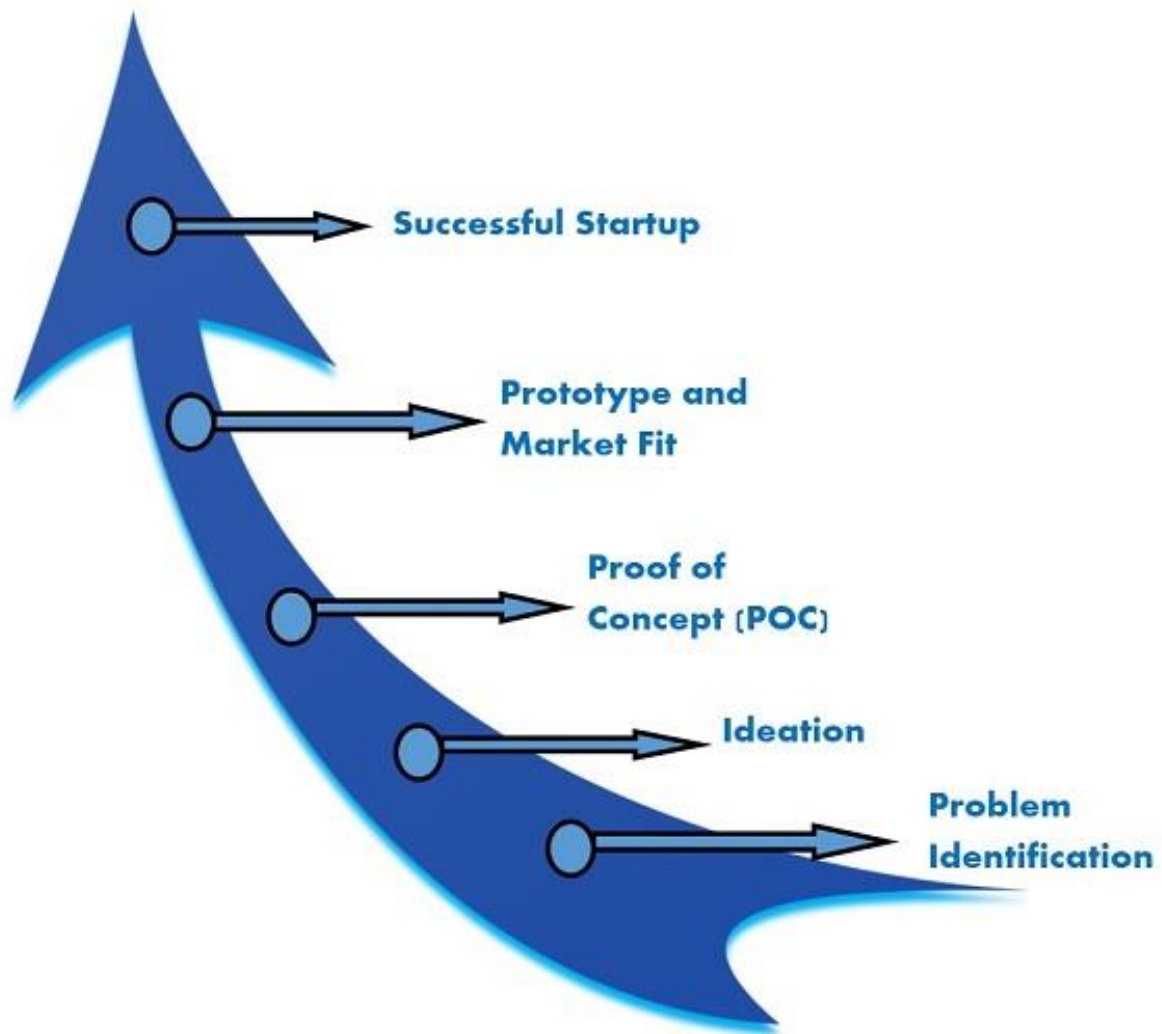 Successful Startup
Prototype and
Market Fit
Proof of
Concept (POC)
Ideation
Problem
Identification